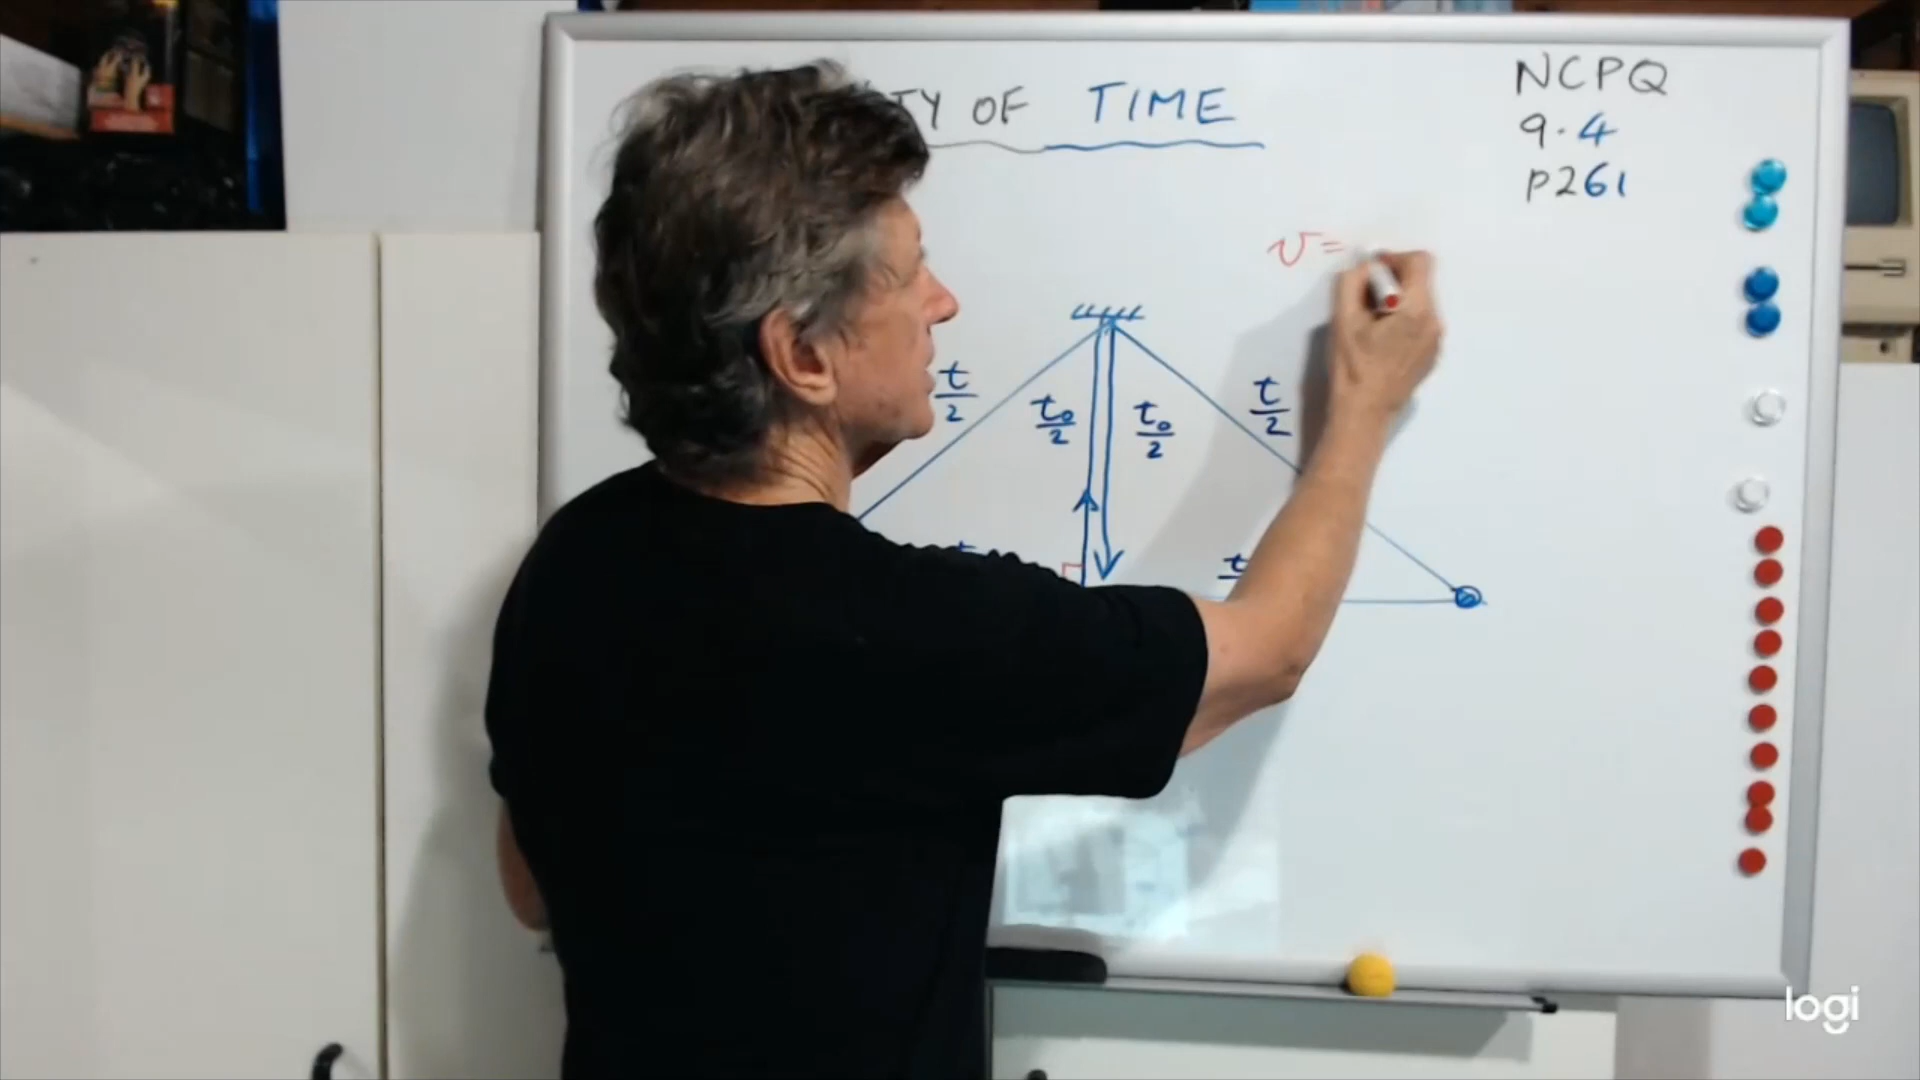 TY OF TIME
NCPQ
9.4
p261
v=
t/2
t0/2
t0/2
t/2
t
logi